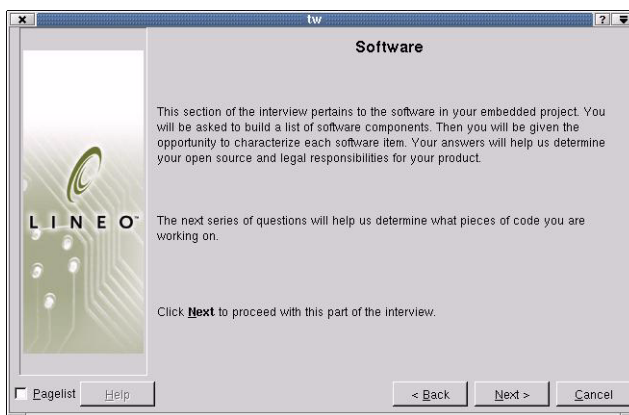 tw
?
Software
This section of the interview pertains to the software in your embedded project. You
will be asked to build a list of software components. Then you will be given the
opportunity to characterize each software item. Your answers will help us determine
your open source and legal responsibilities for your product.
The next series of questions will help us determine what pieces of code you are
working on.
LINEO™
Click Next to proceed with this part of the interview.
Pagelist Help < Back Next > Cancel